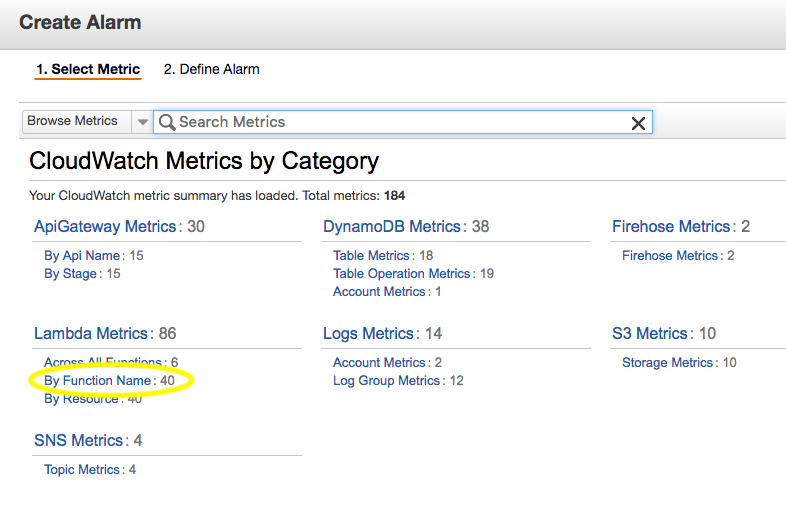 Create Alarm
1. Select Metric 2. Define Alarm
Browse Metrics Search Metrics
CloudWatch Metrics by Category
Your CloudWatch metric summary has loaded. Total metrics: 184
ApiGateway Metrics: 30
By Api Name: 15
By Stage: 15
DynamoDB Metrics: 38
Table Metrics: 18
Table Operation Metrics: 19
Account Metrics: 1
Firehose Metrics: 2
Firehose Metrics: 2
Lambda Metrics: 86
Across All Functions: 6
By Function Name: 40
By Resource: 40
Logs Metrics: 14
Account Metrics: 2
Log Group Metrics: 12
S3 Metrics: 10
Storage Metrics: 10
SNS Metrics: 4
Topic Metrics: 4